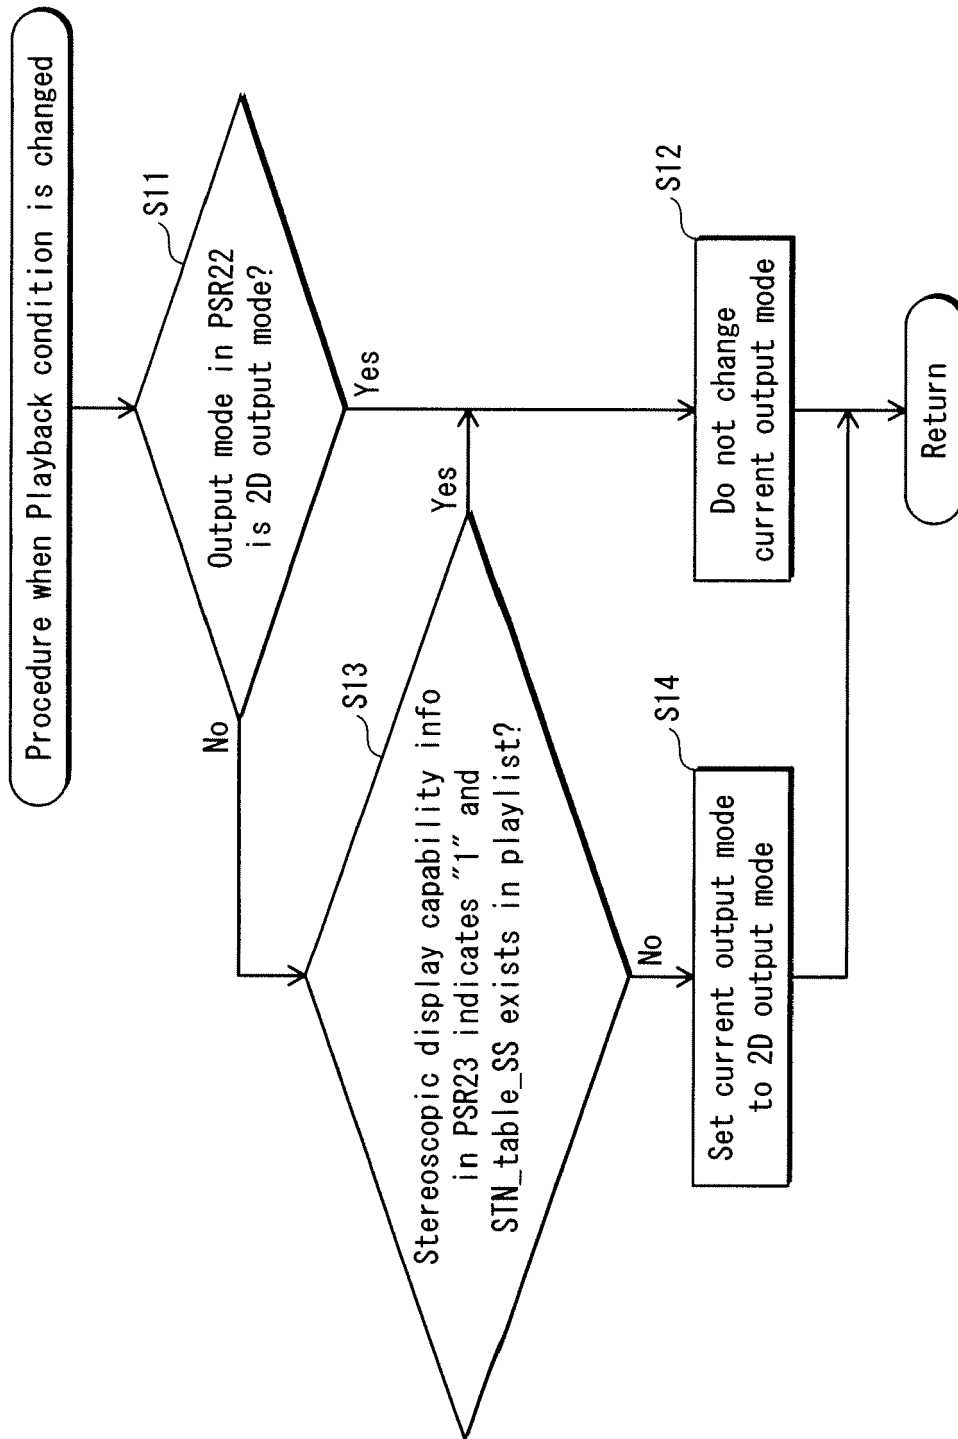 Procedure when Playback condition is changed
S11
Output mode in PSR22
is 2D output mode?
No
Yes
S13
Stereoscopic display capability info
in PSR23 indicates "1" and
STN_table_SS exists in playlist?
Yes
No
S12
Do not change
current output mode
S14
Set current output mode
to 2D output mode
Return